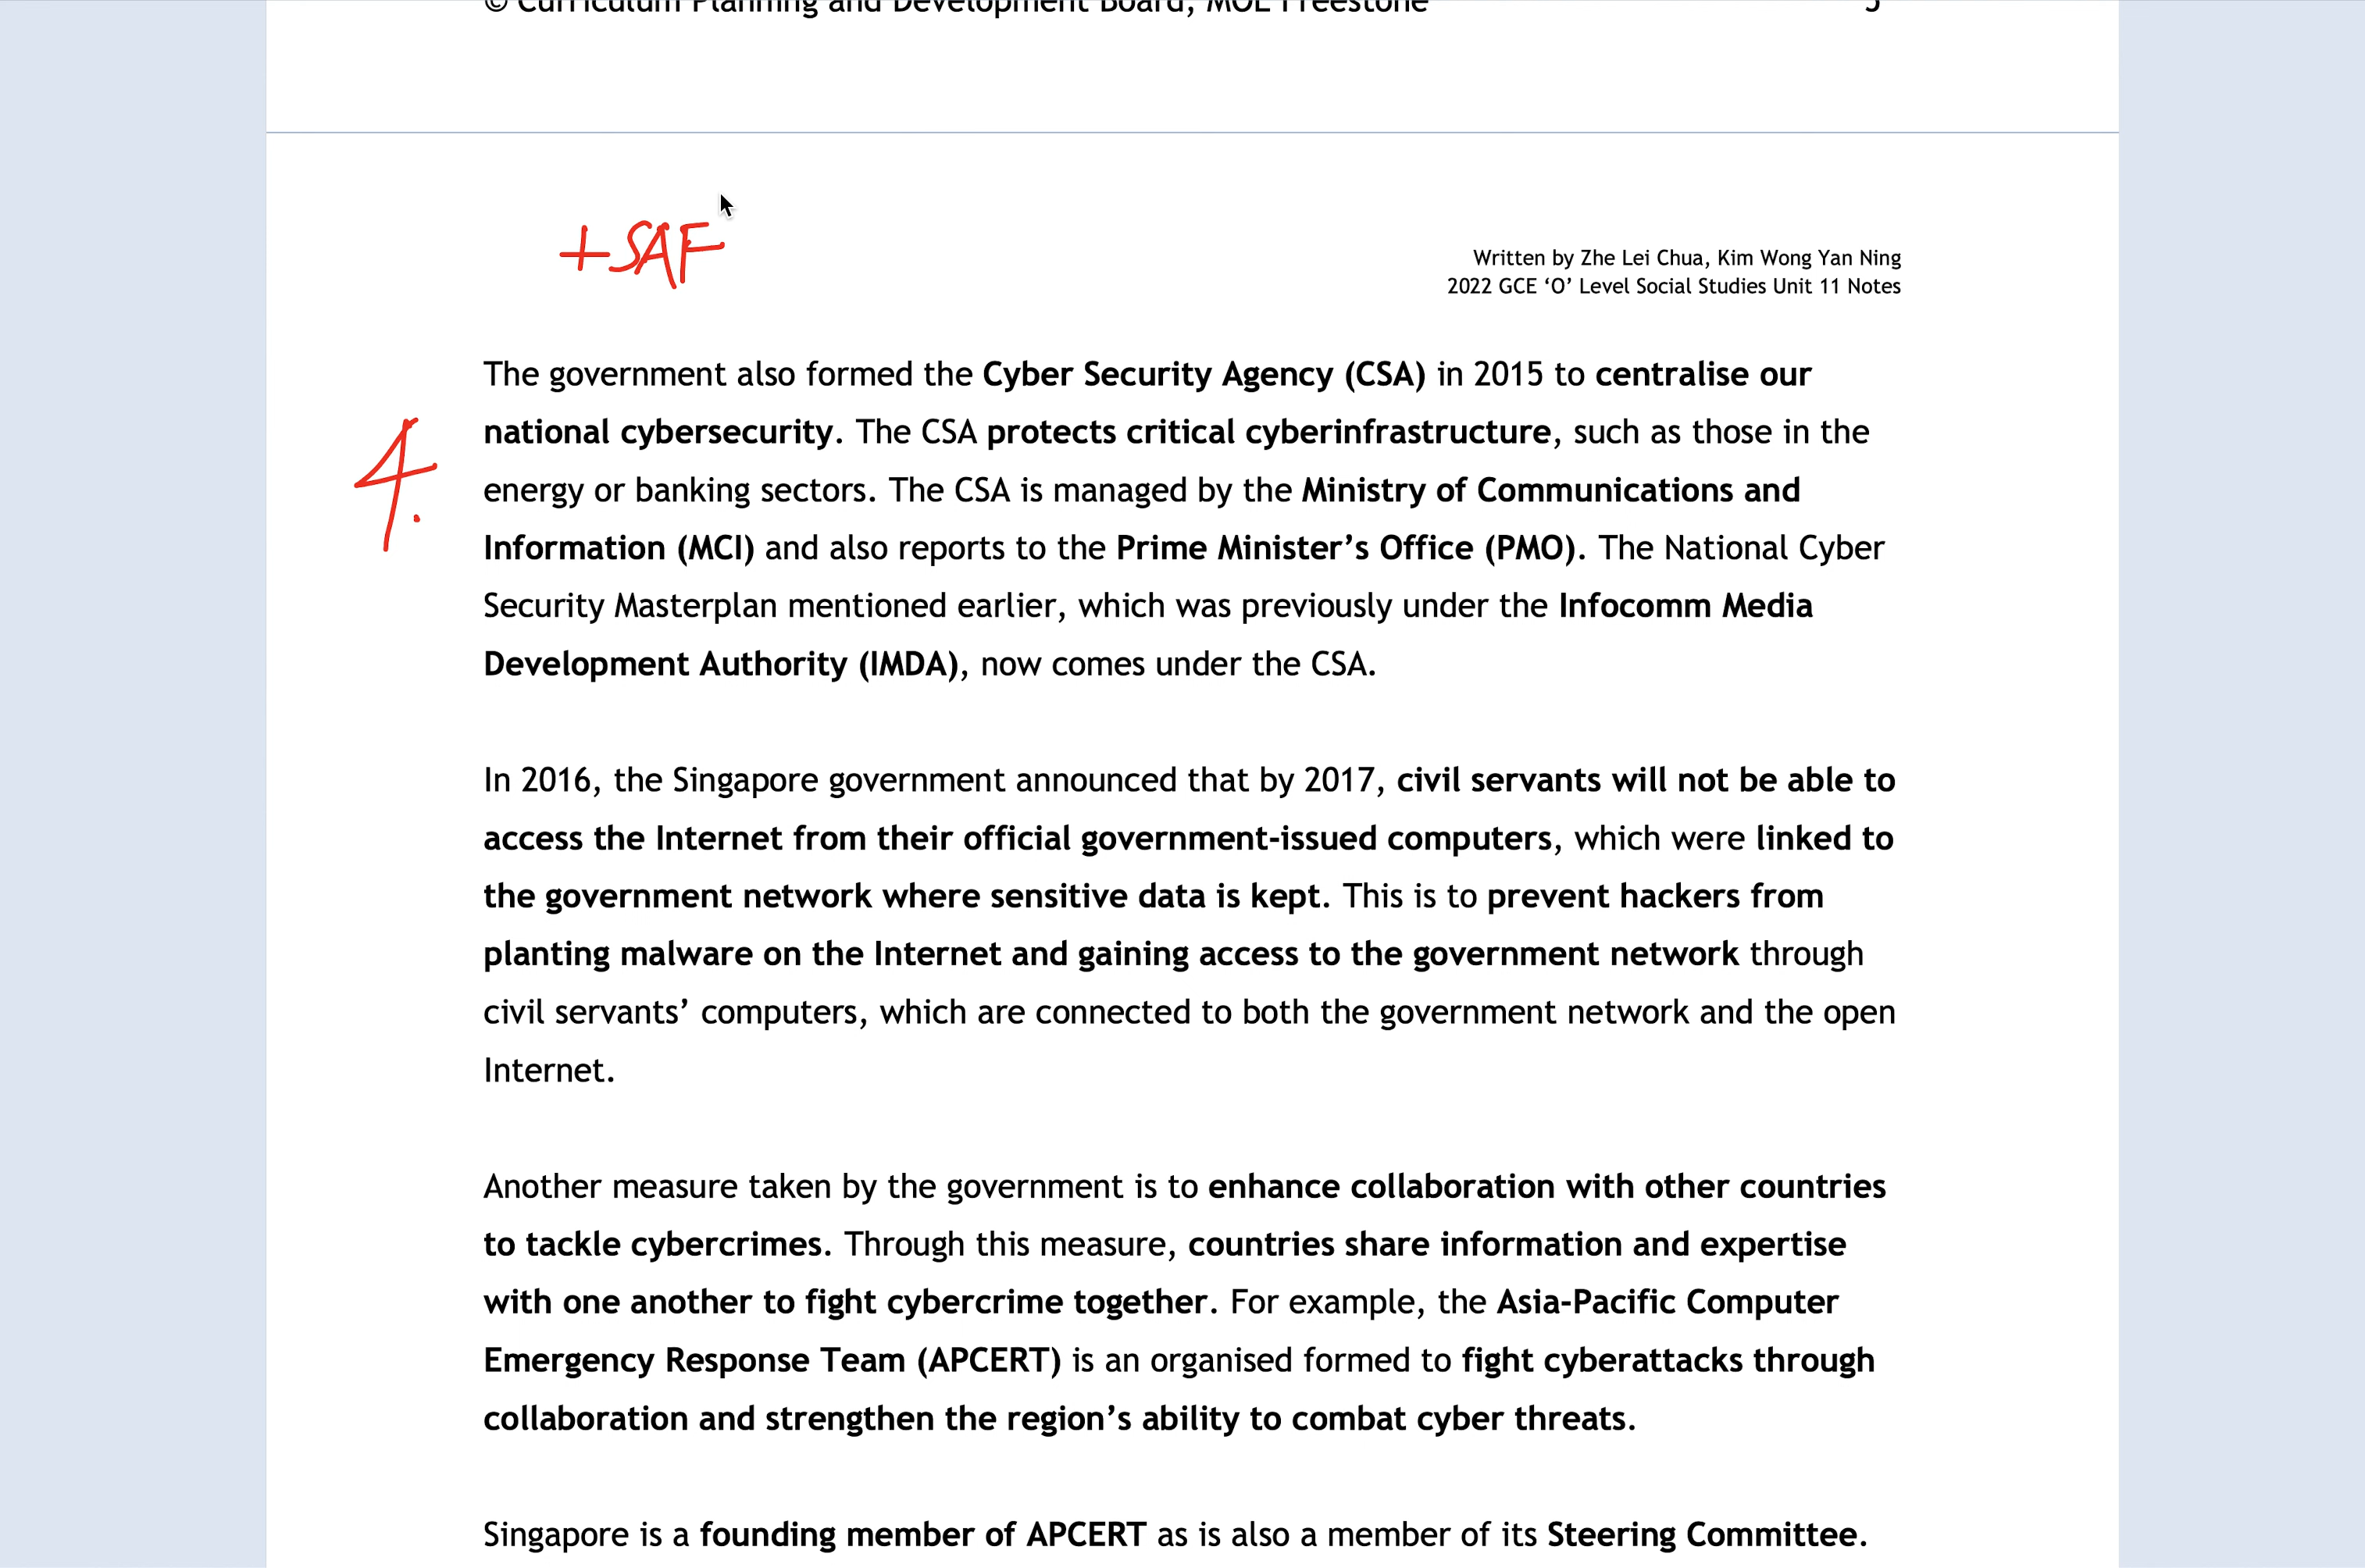 © Curriculum Planning and Development Board, MOE Freestone 5
+SAF
Written by Zhe Lei Chua, Kim Wong Yan Ning
2022 GCE ‘O’ Level Social Studies Unit 11 Notes
The government also formed the Cyber Security Agency (CSA) in 2015 to centralise our
4.
national cybersecurity. The CSA protects critical cyberinfrastructure, such as those in the
energy or banking sectors. The CSA is managed by the Ministry of Communications and
Information (MCI) and also reports to the Prime Minister’s Office (PMO). The National Cyber
Security Masterplan mentioned earlier, which was previously under the Infocomm Media
Development Authority (IMDA), now comes under the CSA.
In 2016, the Singapore government announced that by 2017, civil servants will not be able to
access the Internet from their official government-issued computers, which were linked to
the government network where sensitive data is kept. This is to prevent hackers from
planting malware on the Internet and gaining access to the government network through
civil servants’ computers, which are connected to both the government network and the open
Internet.
Another measure taken by the government is to enhance collaboration with other countries
to tackle cybercrimes. Through this measure, countries share information and expertise
with one another to fight cybercrime together. For example, the Asia-Pacific Computer
Emergency Response Team (APCERT) is an organised formed to fight cyberattacks through
collaboration and strengthen the region’s ability to combat cyber threats.
Singapore is a founding member of APCERT as is also a member of its Steering Committee.